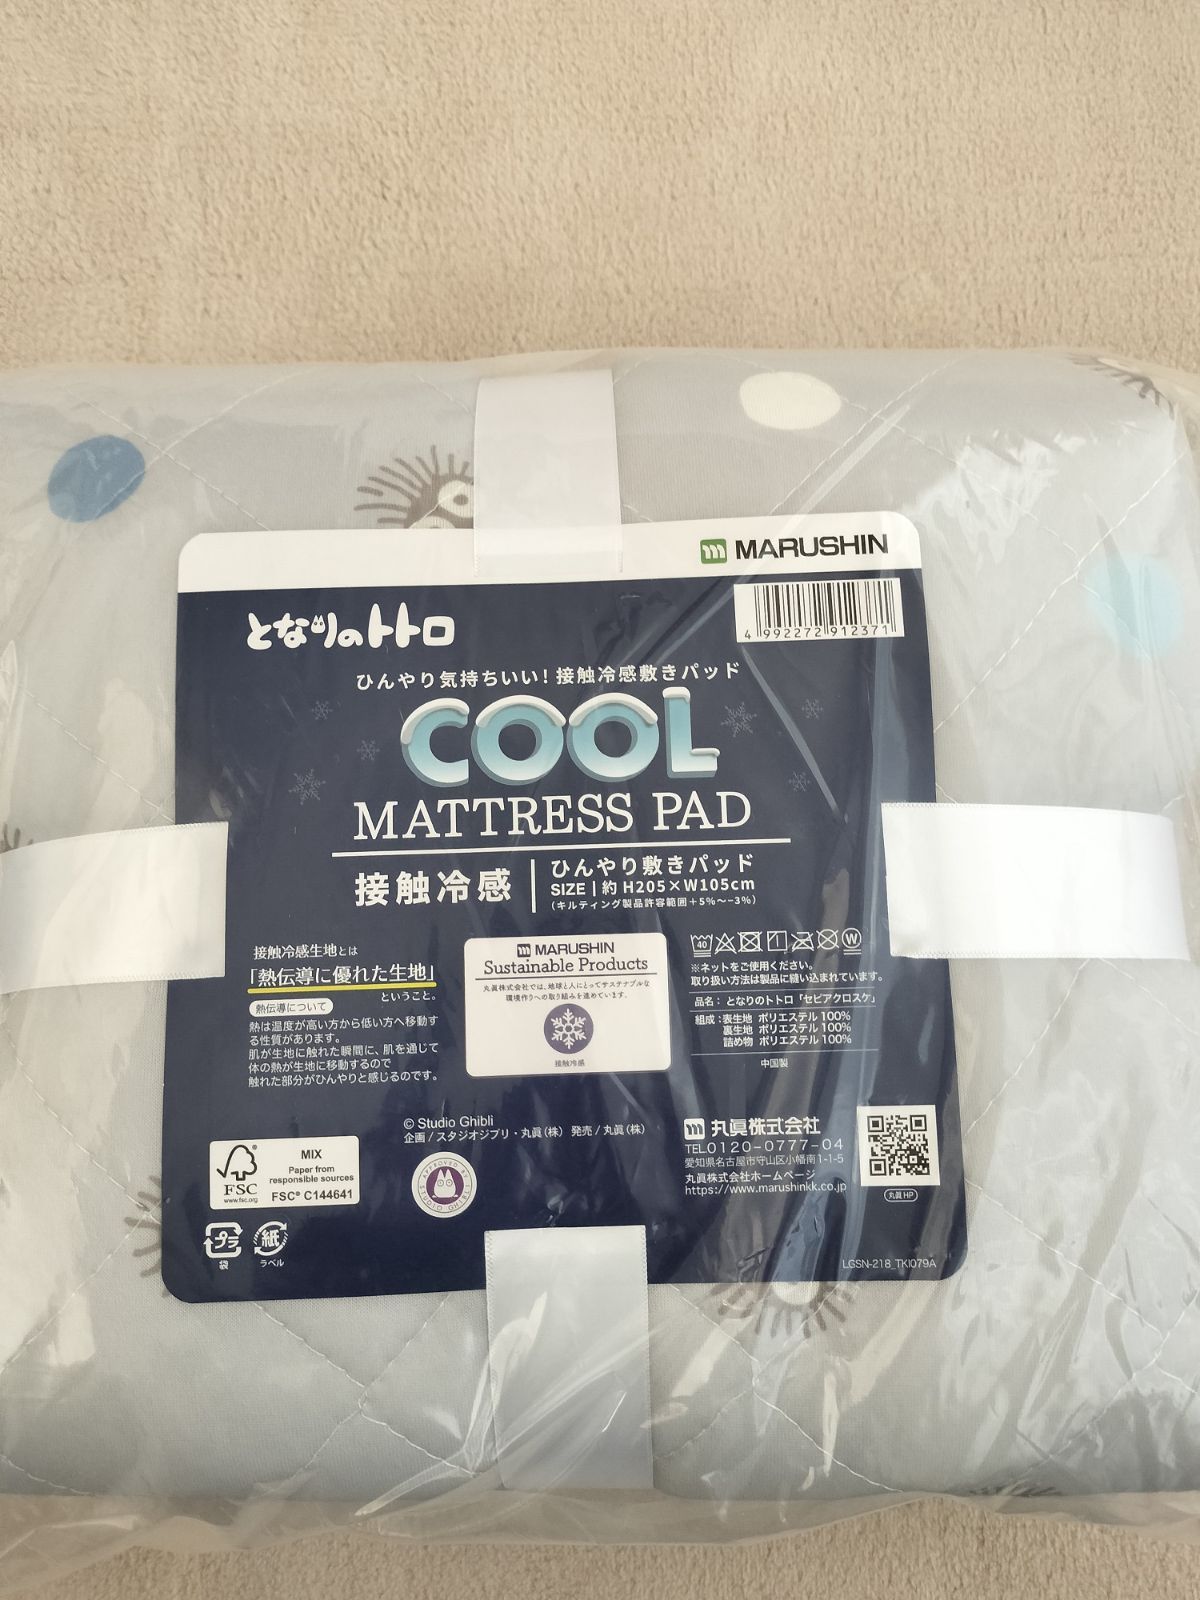 MARUSHIN
となりのトトロ
4 992272 912371
ひんやり気持ちいい！接触冷感敷きパッド
COOL
MATTRESS PAD
接触冷感
ひんやり敷きパッド
SIZE | 約 H205×W105cm
（キルティング製品許容範囲＋5%〜−3%）
接触冷感生地とは
「熱伝導に優れた生地」
ということ。
熱伝導について
熱は温度が高い方から低い方へ移動す
る性質があります。
肌が生地に触れた瞬間に、肌を通じて
体の熱が生地に移動するので
触れた部分がひんやりと感じるのです。
MARUSHIN
Sustainable Products
丸眞株式会社では、地球と人にとってサステナブルな
環境作りへの取り組みを進めています。
接触冷感
40
W
※ネットをご使用ください。
取り扱い方法は製品に縫い込まれています。
品名： となりのトトロ「セピアクロスケ」
組成：表生地 ポリエステル 100%
裏生地 ポリエステル 100%
詰め物 ポリエステル 100%
中国製
© Studio Ghibli
企画 / スタジオジブリ・丸眞（株） 発売 / 丸眞（株）
APPROVED BY
STUDIO GHIBLI
FSC
www.fsc.org
MIX
Paper from
responsible sources
FSC® C144641
プラ
袋
紙
ラベル
丸眞株式会社
TEL0120-0777-04
愛知県名古屋市守山区小幡南1-1-5
丸眞株式会社ホームページ
https://www.marushinkk.co.jp
丸眞 HP
LGSN-218_TKI079A